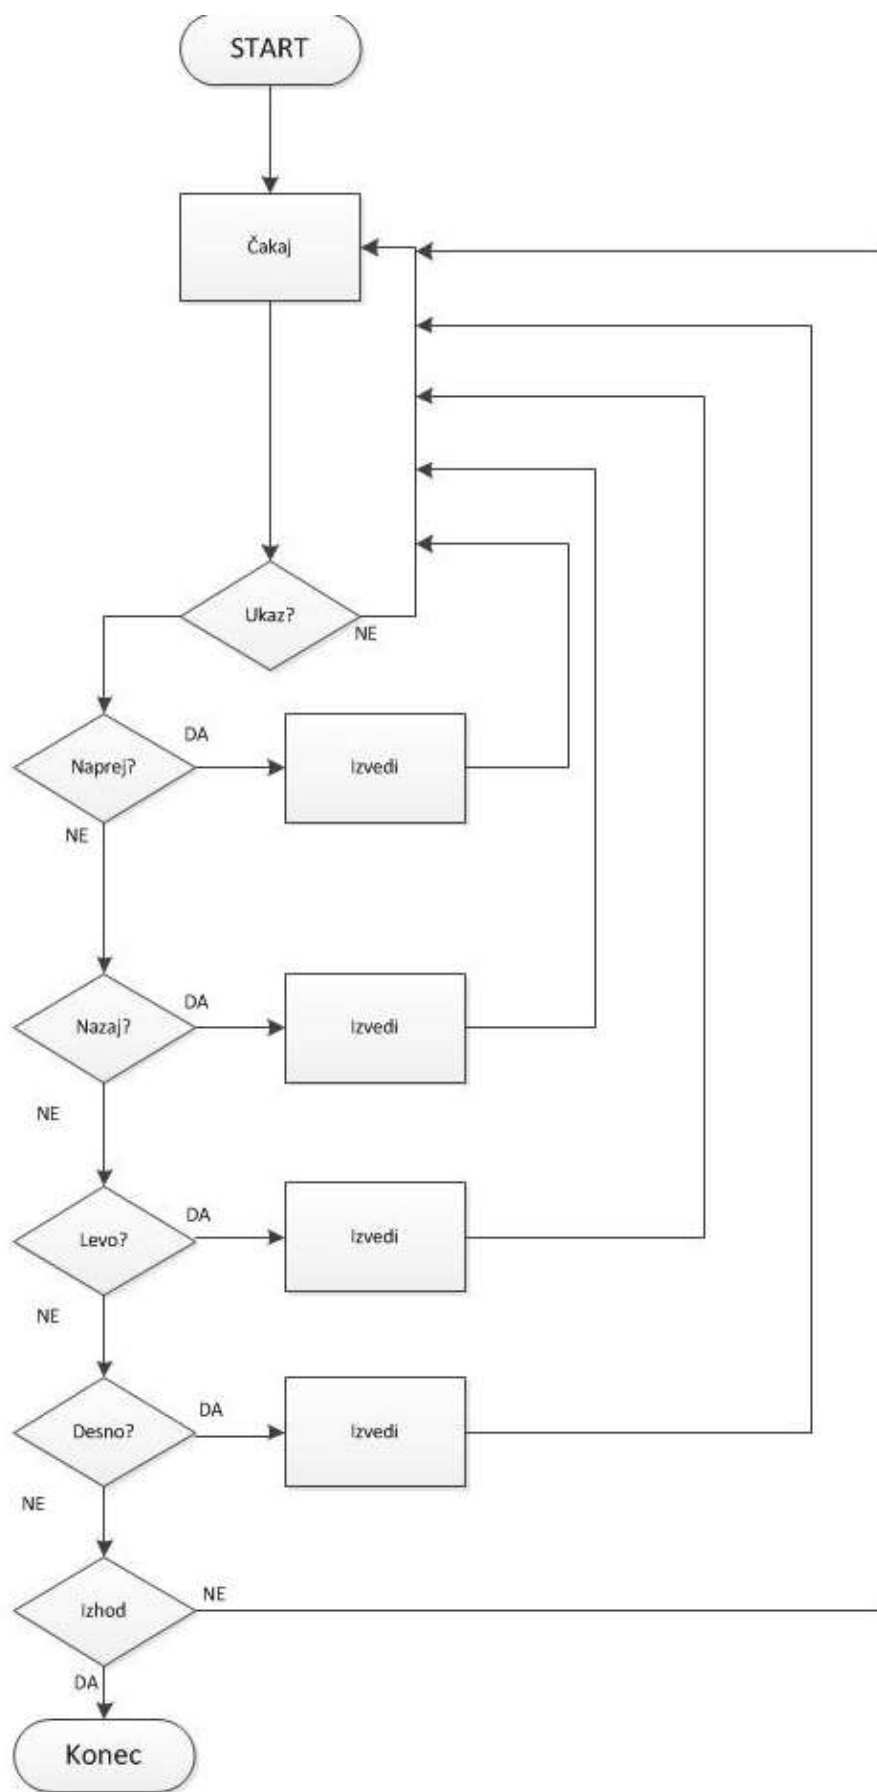 START
Čakaj
Ukaz?
NE
Naprej?
DA
Izvedi
NE
Nazaj?
DA
Izvedi
NE
Levo?
DA
Izvedi
NE
Desno?
DA
Izvedi
NE
Izhod
NE
DA
Konec